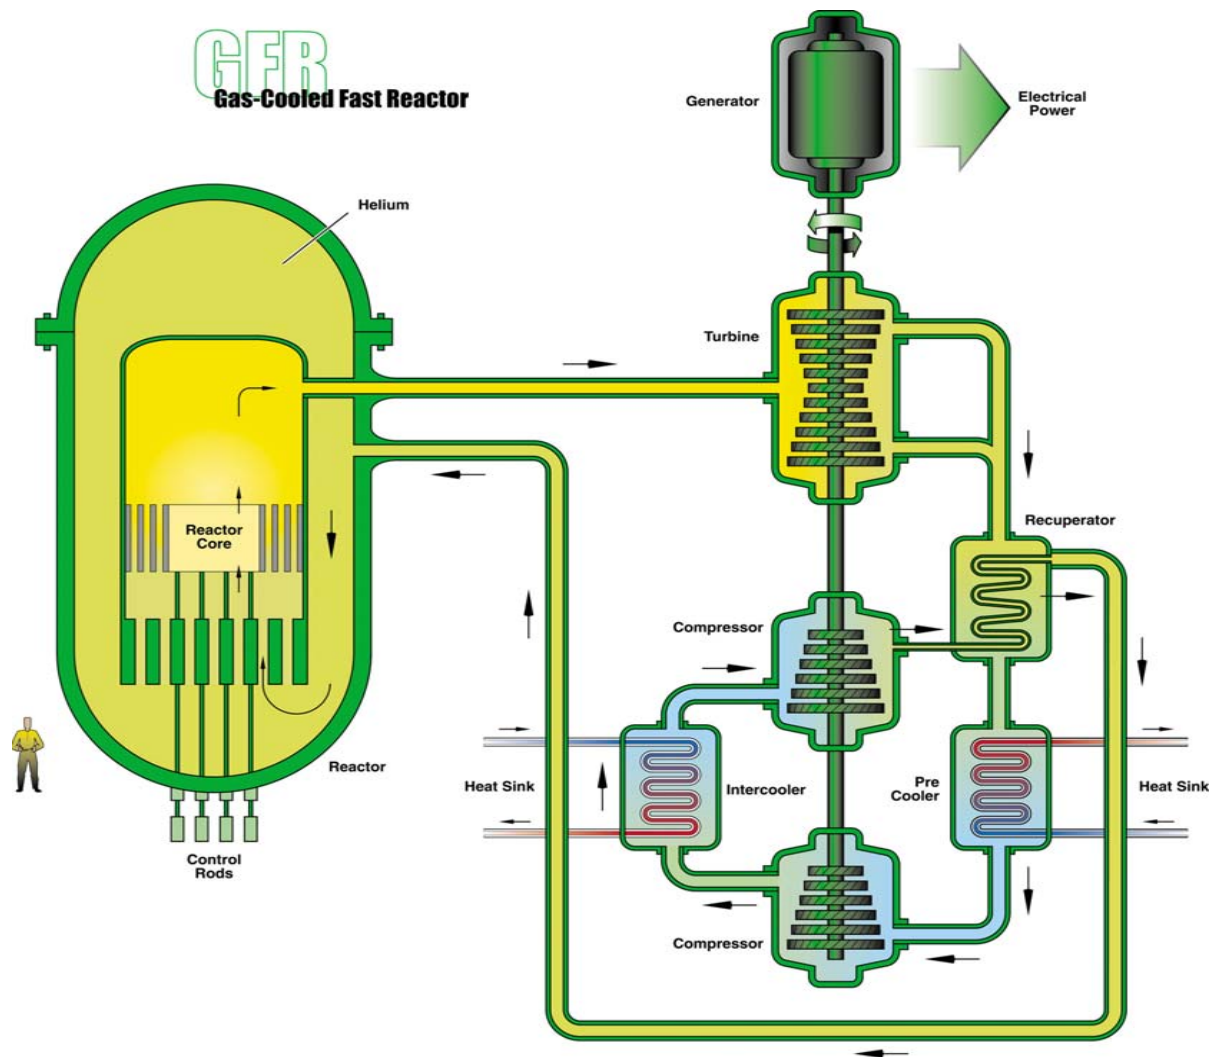 GFR
Gas-Cooled Fast Reactor
Generator
Electrical
Power
Helium
Turbine
Reactor
Core
Recuperator
Compressor
Reactor
Heat Sink
Intercooler
Pre
Cooler
Heat Sink
Control
Rods
Compressor